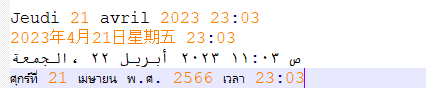 Jeudi 21 avril 2023 23:03
2023年4月21日星期五 23:03
الجمعة، ٢٢ أبريل ٢٠٢٣ ١١:٠٣ ص
ศุกร์ที่ 21 เมษายน พ.ศ. 2566 เวลา 23:03